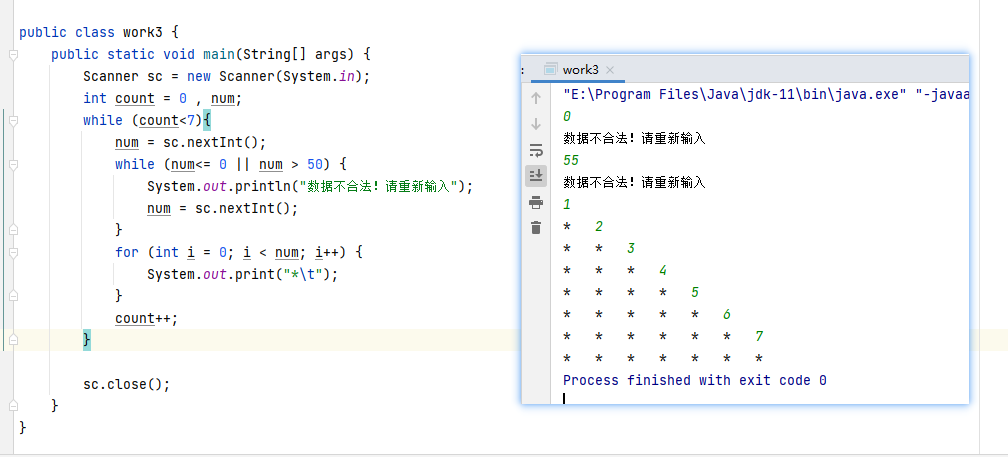 public class work3 {
public static void main(String[] args) {
Scanner sc = new Scanner(System.in);
int count = 0 , num;
while (count<7){
num = sc.nextInt();
while (num<= 0 || num > 50) {
System.out.println("数据不合法！请重新输入");
num = sc.nextInt();
}
for (int i = 0; i < num; i++) {
System.out.print("*\t");
}
count++;
}
sc.close();
}
}
: work3 ×
"E:\Program Files\Java\jdk-11\bin\java.exe" "-javaa
0
数据不合法！请重新输入
55
数据不合法！请重新输入
1
* 2
* * 3
* * * 4
* * * * 5
* * * * * 6
* * * * * * 7
* * * * * * *
Process finished with exit code 0